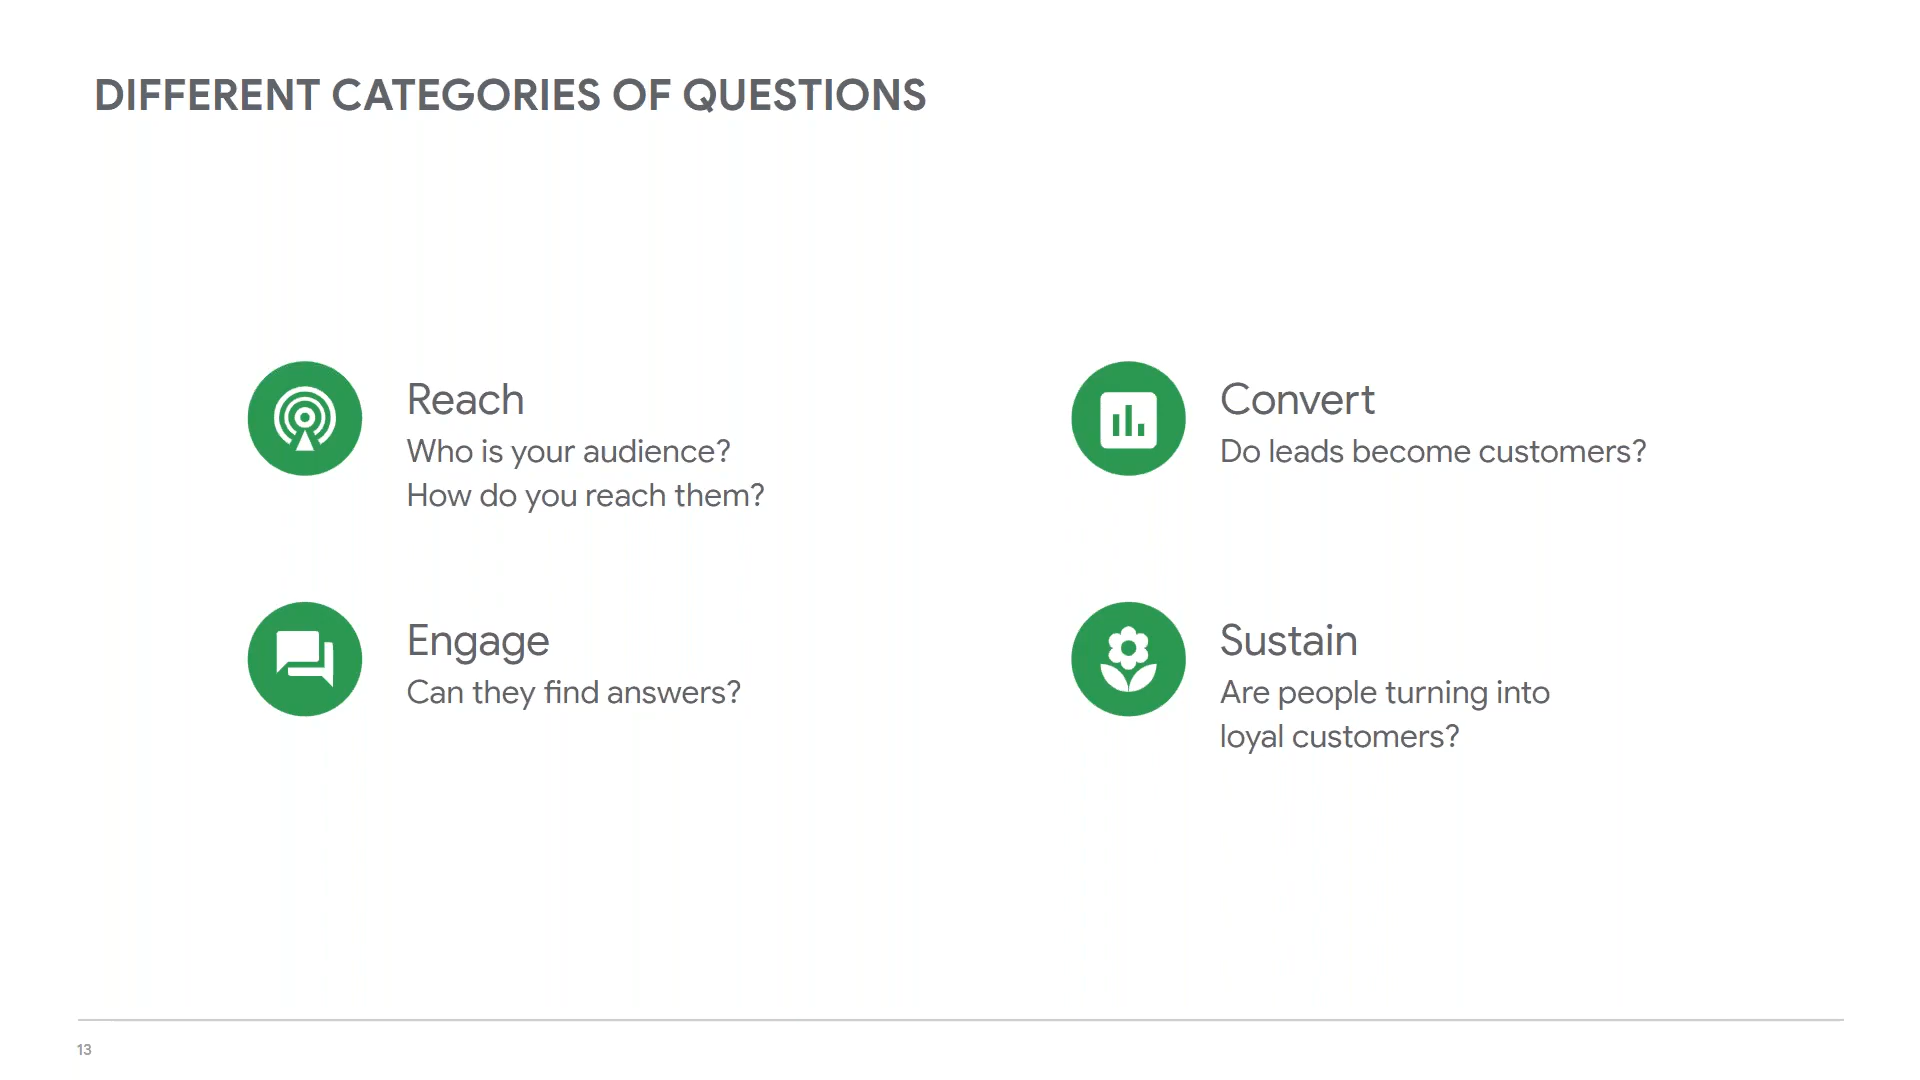 DIFFERENT CATEGORIES OF QUESTIONS
Reach
Who is your audience?
How do you reach them?
Engage
Can they find answers?
Convert
Do leads become customers?
Sustain
Are people turning into
loyal customers?
13